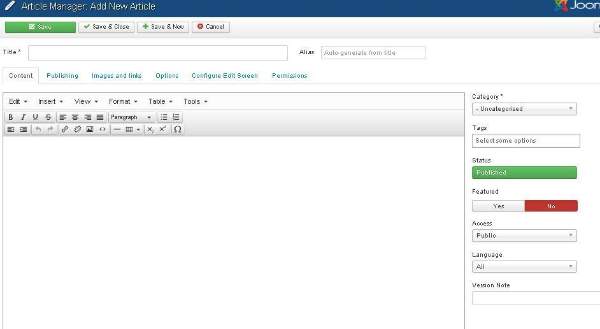 Article Manager: Add New Article
Joom
Save
Save & Close
Save & New
Cancel
Title *
Alias
Auto-generate from title
Content
Publishing
Images and links
Options
Configure Edit Screen
Permissions
Edit Insert View Format Table Tools
B I U S Paragraph
Category *
- Uncategorised
Tags
Select some options
Status
Published
Featured
Yes No
Access
Public
Language
All
Version Note